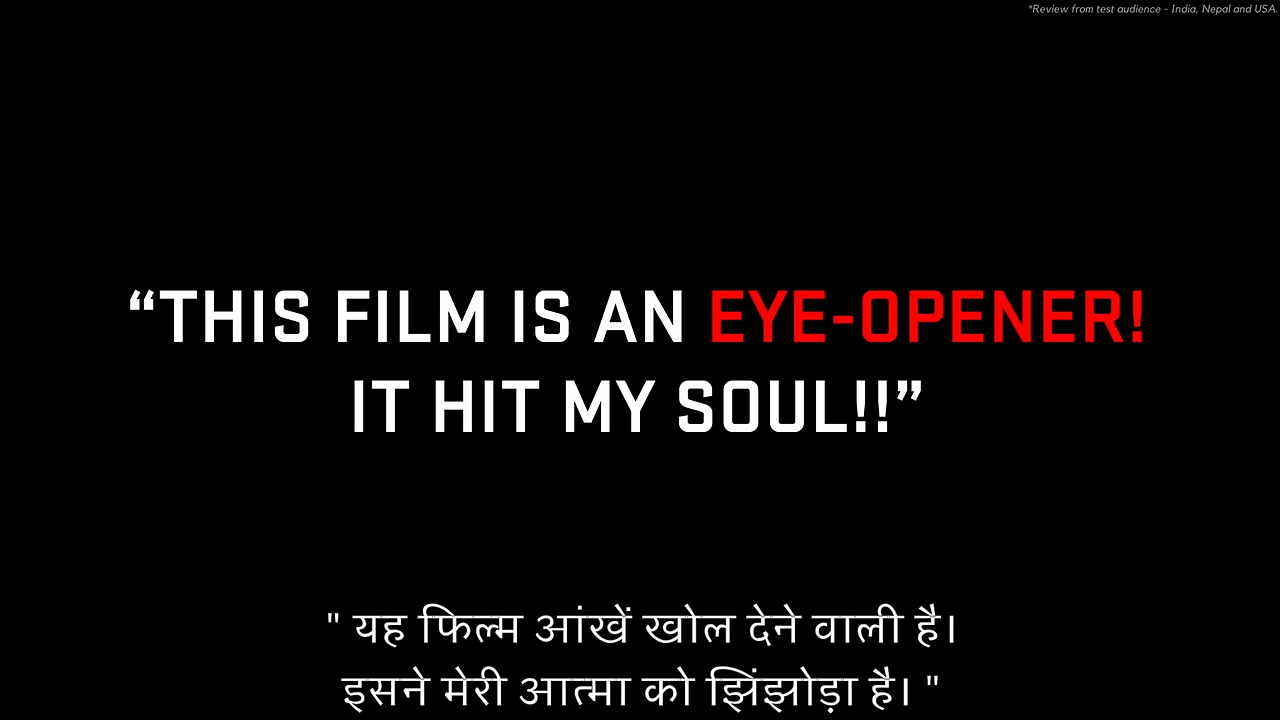 *Review from test audience - India, Nepal and USA.
“THIS FILM IS AN EYE-OPENER!
IT HIT MY SOUL!!”
" यह फिल्म आंखें खोल देने वाली है।
इसने मेरी आत्मा को झिंझोड़ा है। "